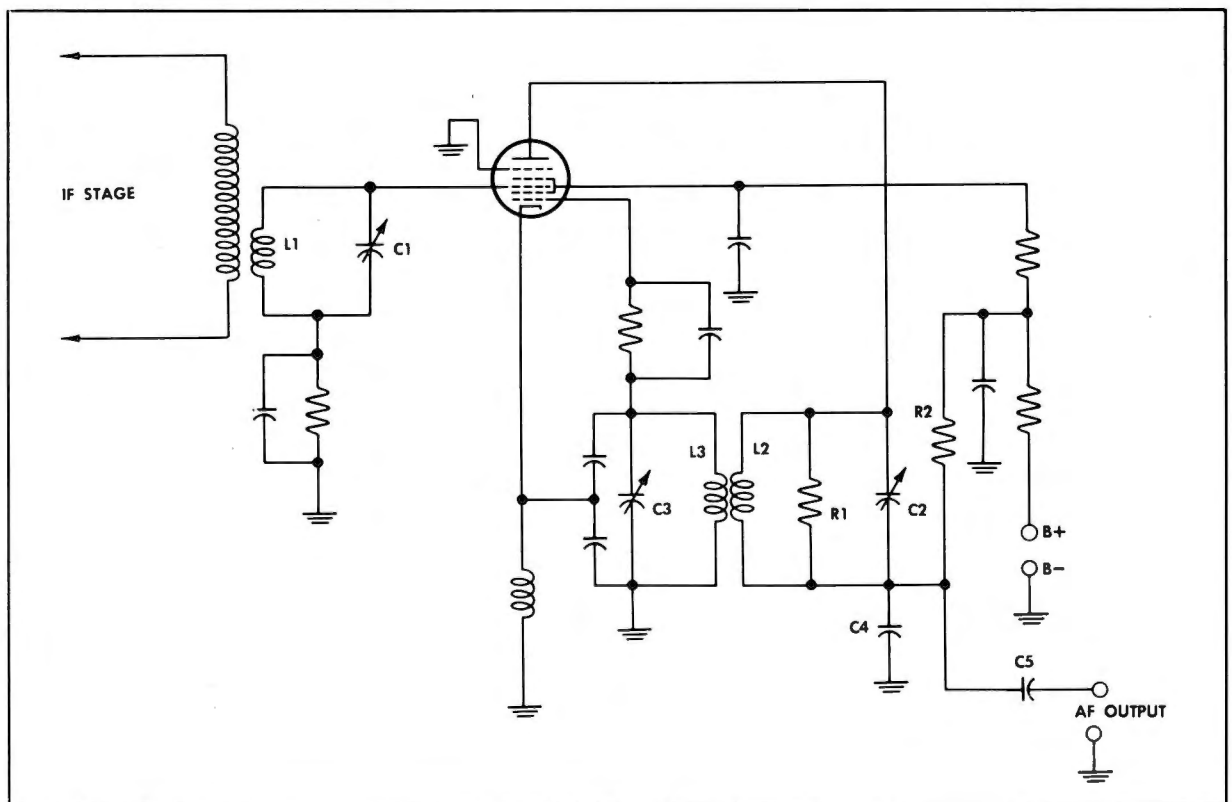 IF STAGE
L1
C1
L3
L2
C3
R1
C2
R2
B+
B-
C4
C5
AF OUTPUT